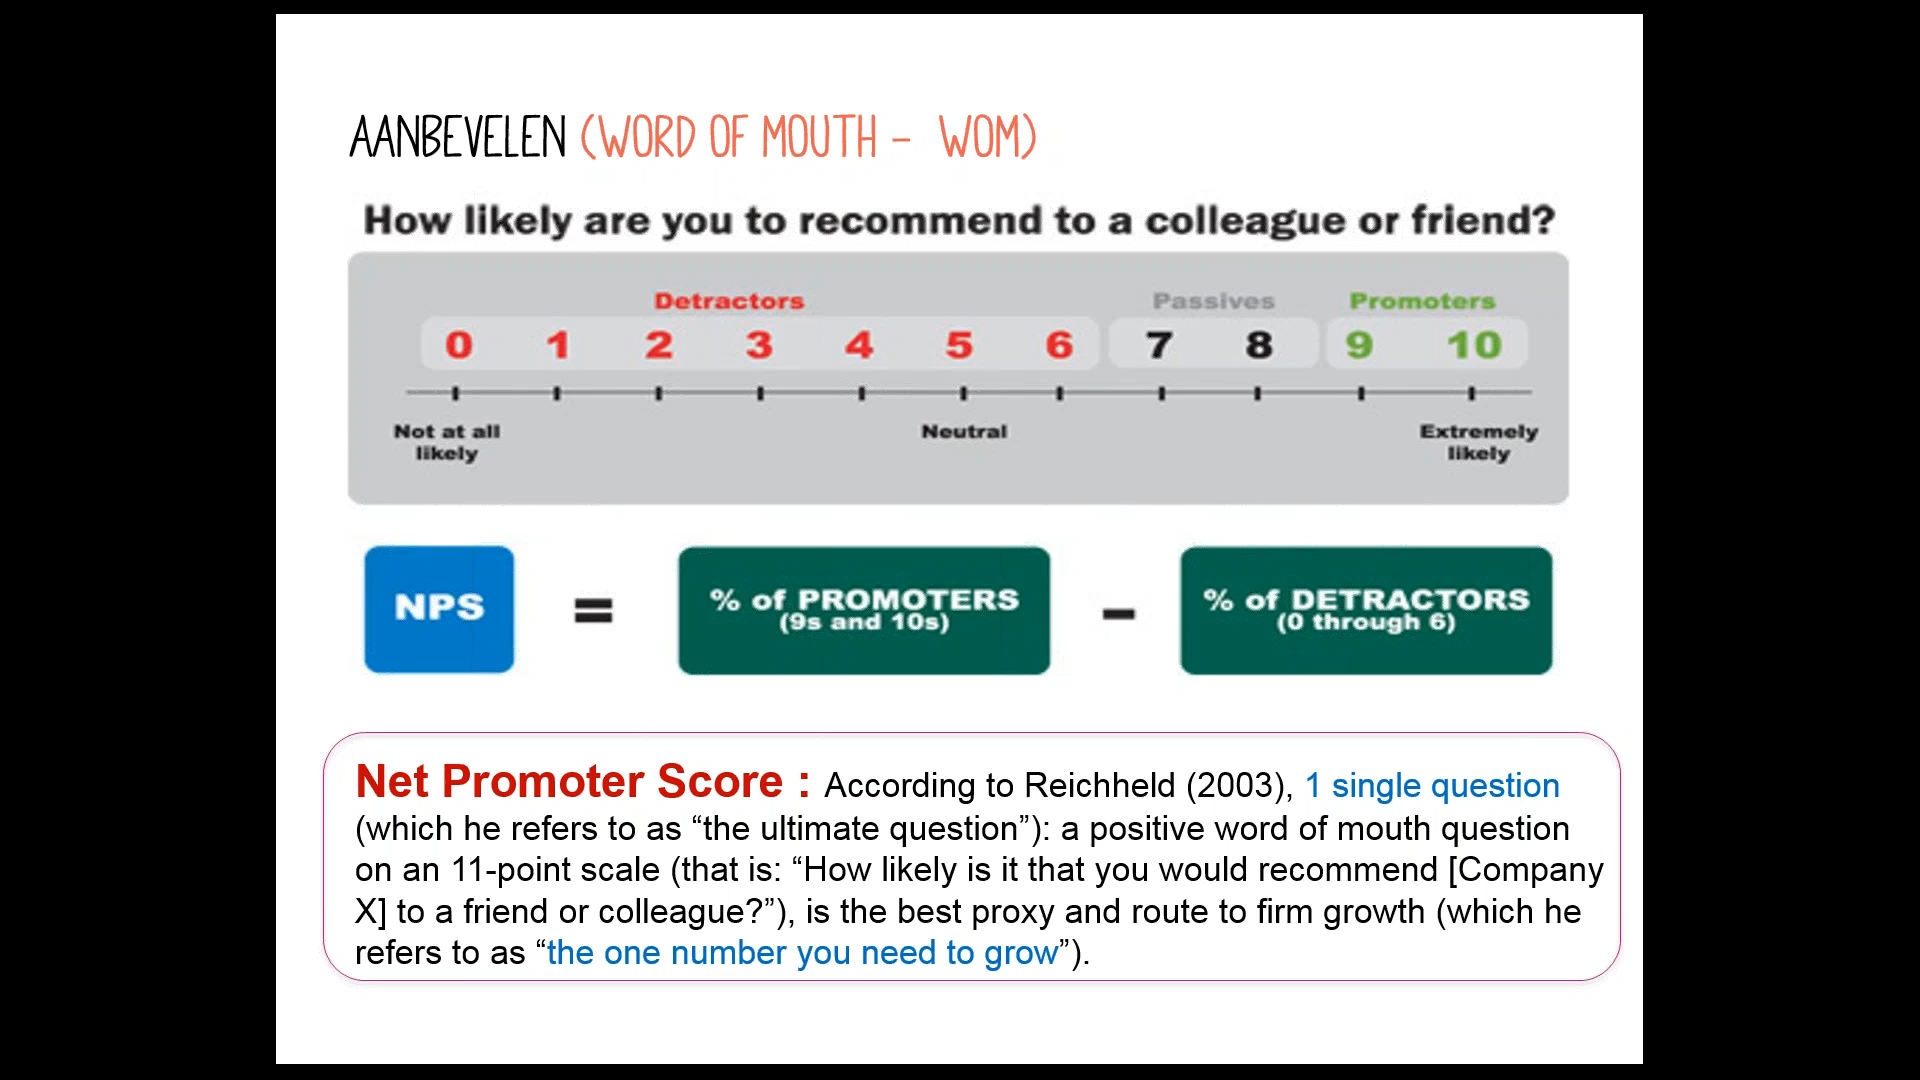 AANBEVELEN (WORD OF MOUTH - WOM)
How likely are you to recommend to a colleague or friend?
Detractors Passives Promoters
0 1 2 3 4 5 6 7 8 9 10
Not at all likely Neutral Extremely likely
NPS = % of PROMOTERS (9s and 10s) - % of DETRACTORS (0 through 6)
Net Promoter Score : According to Reichheld (2003), 1 single question
(which he refers to as “the ultimate question”): a positive word of mouth question
on an 11-point scale (that is: “How likely is it that you would recommend [Company
X] to a friend or colleague?”), is the best proxy and route to firm growth (which he
refers to as “the one number you need to grow”).